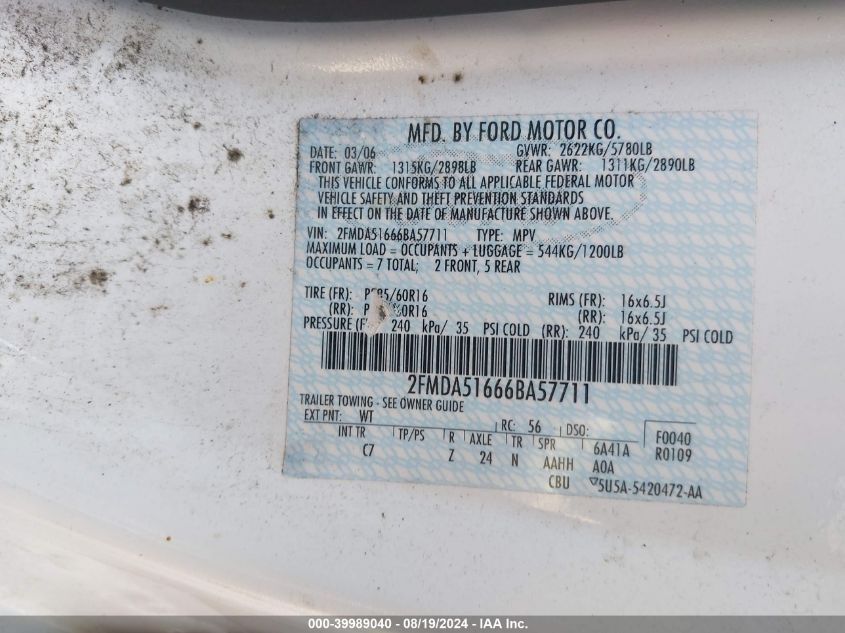 MFD. BY FORD MOTOR CO.
DATE: 03/06 GVWR: 2622KG/5780LB
FRONT GAWR: 1315KG/2898LB REAR GAWR: 1311KG/2890LB
THIS VEHICLE CONFORMS TO ALL APPLICABLE FEDERAL MOTOR
VEHICLE SAFETY AND THEFT PREVENTION STANDARDS
IN EFFECT ON THE DATE OF MANUFACTURE SHOWN ABOVE.
VIN: 2FMDA51666BA57711 TYPE: MPV
MAXIMUM LOAD = OCCUPANTS + LUGGAGE = 544KG/1200LB
OCCUPANTS = 7 TOTAL; 2 FRONT, 5 REAR
TIRE (FR): RIMS (FR): 16x6.5J
(RR): (RR): 16x6.5J
PRESSURE 240 kPa/ 35 PSI COLD (RR): 240 kPa/ 35 PSI COLD
2FMDA51666BA57711
TRAILER TOWING - SEE OWNER GUIDE
EXT PNT: WT RC: 56 DSO: F0040
INT TR TP/PS R AXLE TR SPR 6A41A R0109
C7 Z 24 N AAHH A0A
CBU 5U5A-5420472-AA
000-39989040 - 08/19/2024 - IAA Inc.